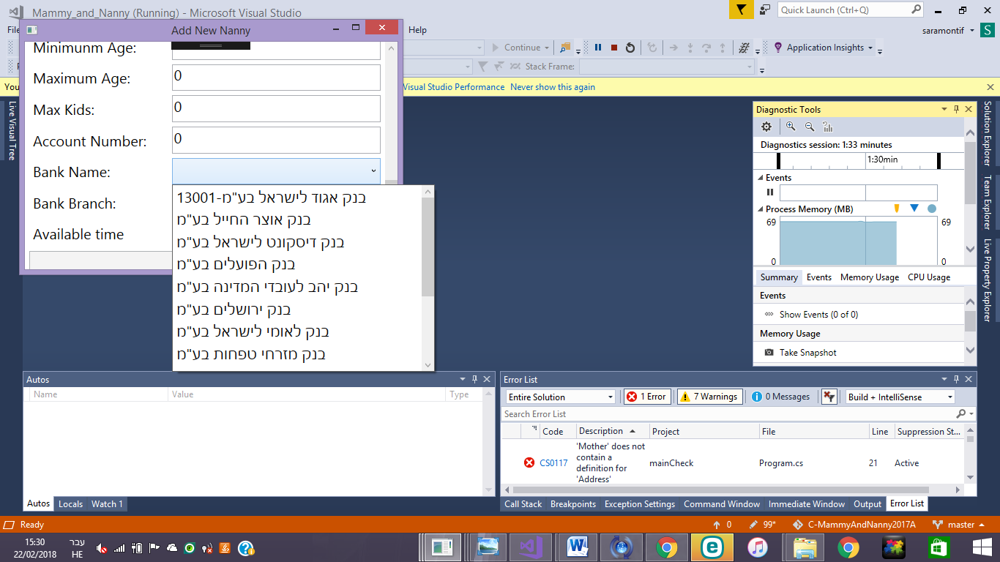 Mammy_and_Nanny (Running) - Microsoft Visual Studio
Quick Launch (Ctrl+Q)
Add New Nanny
Help
saramontif
S
Continue
Application Insights
Stack Frame:
Visual Studio Performance Never show this again
Minimunm Age:
Maximum Age:
0
Max Kids:
0
Account Number:
0
Bank Name:
Bank Branch:
Available time
בנק אגוד לישראל בע"מ-13001
בנק אוצר החייל בע"מ
בנק דיסקונט לישראל בע"מ
בנק הפועלים בע"מ
בנק יהב לעובדי המדינה בע"מ
בנק ירושלים בע"מ
בנק לאומי לישראל בע"מ
בנק מזרחי טפחות בע"מ
Live Visual Tree
Diagnostic Tools
Diagnostics session: 1:33 minutes
1:30min
Events
Process Memory (MB)
69
69
0
0
Summary Events Memory Usage CPU Usage
Events
Show Events (0 of 0)
Memory Usage
Take Snapshot
Solution Explorer
Team Explorer
Live Property Explorer
Autos
Name Value Type
Autos Locals Watch 1
Error List
Entire Solution
1 Error
7 Warnings
0 Messages
Build + IntelliSense
Search Error List
Code Description Project File Line Suppression St...
CS0117
'Mother' does not
contain a
definition for
'Address'
mainCheck
Program.cs
21
Active
Call Stack Breakpoints Exception Settings Command Window Immediate Window Output Error List
Ready
0
99*
C-MammyAndNanny2017A
master
15:30
22/02/2018
עבר
HE